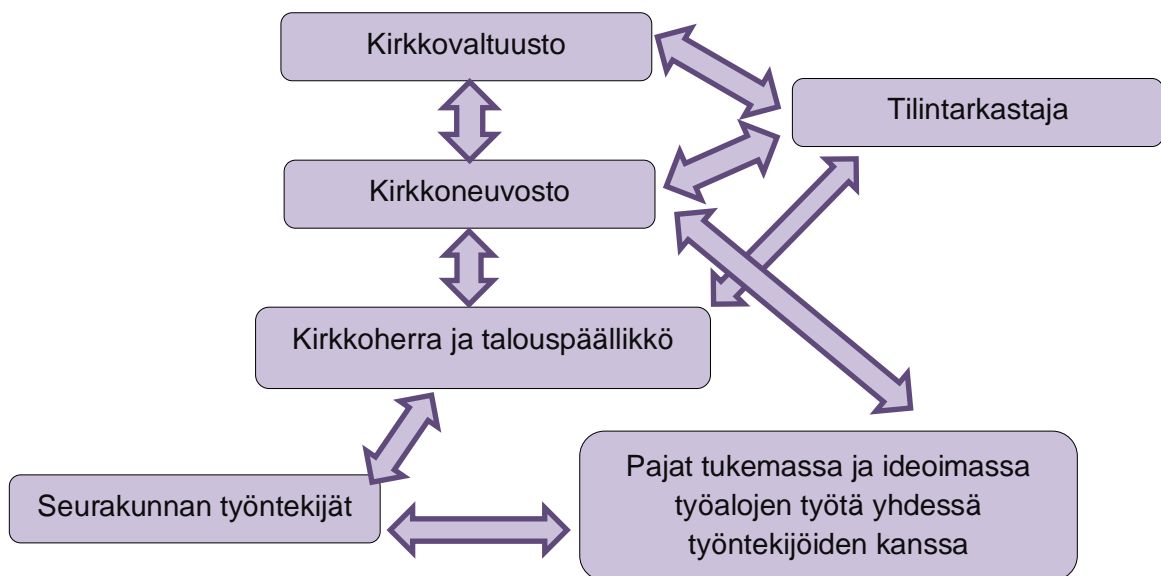 Kirkkovaltuusto
Tilintarkastaja
Kirkkoneuvosto
Kirkkoherra ja talouspäällikkö
Seurakunnan työntekijät
Pajat tukemassa ja ideoimassa
työalojen työtä yhdessä
työntekijöiden kanssa